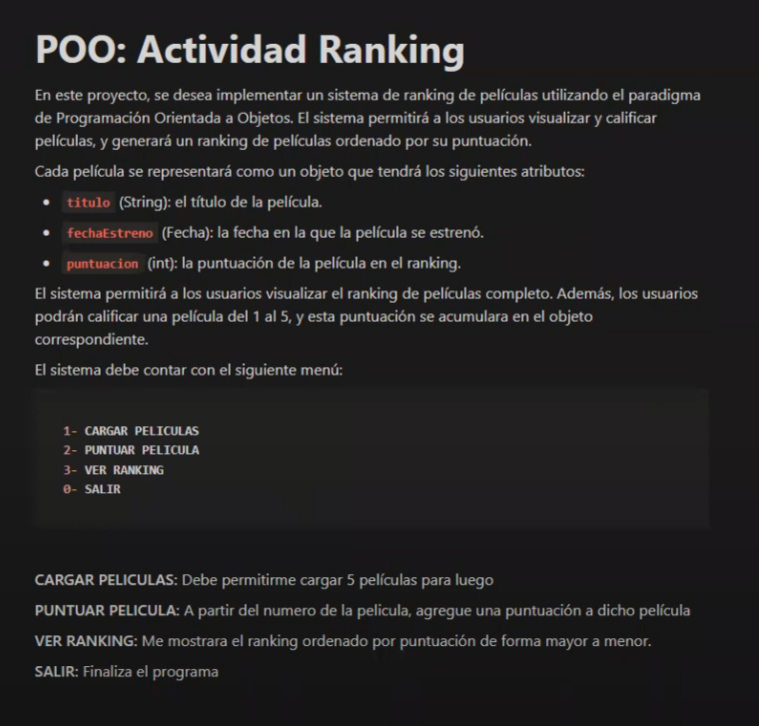 POO: Actividad Ranking
En este proyecto, se desea implementar un sistema de ranking de películas utilizando el paradigma
de Programación Orientada a Objetos. El sistema permitirá a los usuarios visualizar y calificar
películas, y generará un ranking de películas ordenado por su puntuación.
Cada película se representará como un objeto que tendrá los siguientes atributos:
• titulo (String): el título de la película.
• fechaEstreno (Fecha): la fecha en la que la película se estrenó.
• puntuacion (int): la puntuación de la película en el ranking.
El sistema permitirá a los usuarios visualizar el ranking de películas completo. Además, los usuarios
podrán calificar una película del 1 al 5, y esta puntuación se acumulara en el objeto
correspondiente.
El sistema debe contar con el siguiente menú:
1- CARGAR PELICULAS
2- PUNTUAR PELICULA
3- VER RANKING
0- SALIR
CARGAR PELICULAS: Debe permitirme cargar 5 películas para luego
PUNTUAR PELICULA: A partir del numero de la pelicula, agregue una puntuación a dicho película
VER RANKING: Me mostrara el ranking ordenado por puntuación de forma mayor a menor.
SALIR: Finaliza el programa